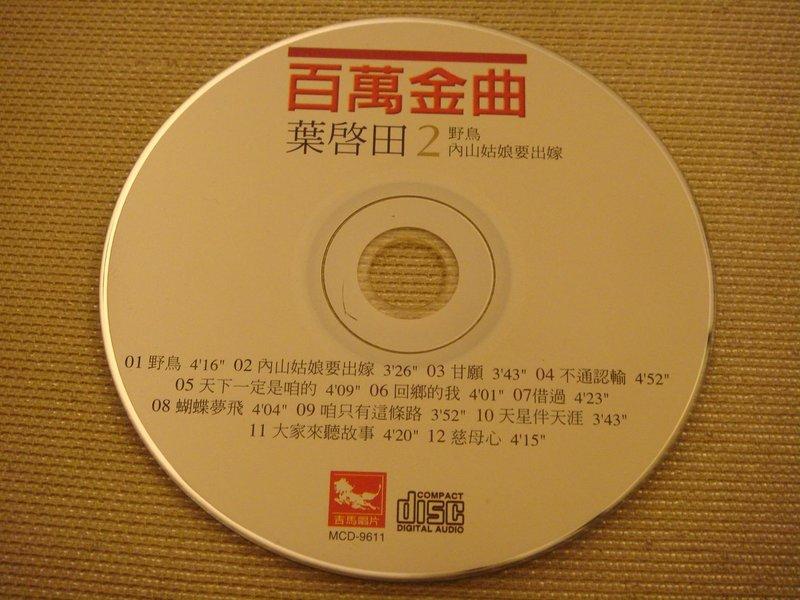 百萬金曲
葉啓田 2 野鳥
內山姑娘要出嫁
01 野鳥 4'16" 02 內山姑娘要出嫁 3'26" 03 甘願 3'43" 04 不通認輸 4'52"
05 天下一定是咱的 4'09" 06 回鄉的我 4'01" 07借過 4'23"
08 蝴蝶夢飛 4'04" 09 咱只有這條路 3'52" 10 天星伴天涯 3'43"
11 大家來聽故事 4'20" 12 慈母心 4'15"
吉馬唱片
MCD-9611
COMPACT
disc
DIGITAL AUDIO